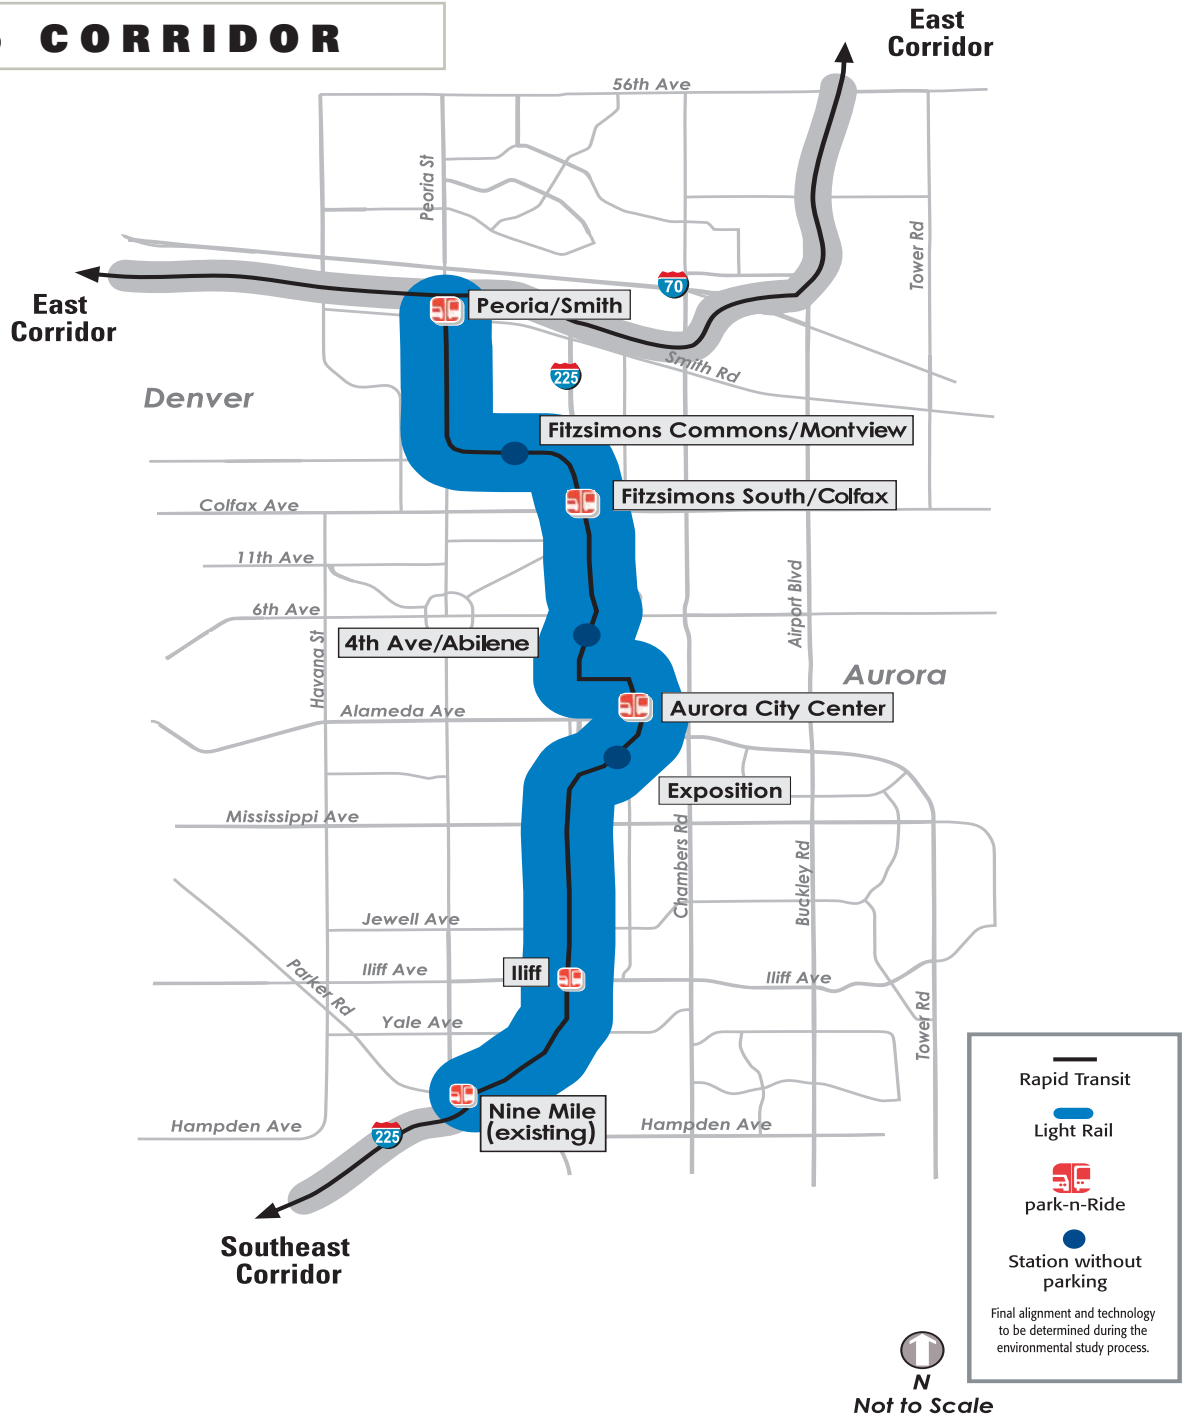 CORRIDOR
East
Corridor
56th Ave
Peoria St
Tower Rd
70
East
Corridor
Peoria/Smith
Smith Rd
225
Denver
Fitzsimons Commons/Montview
Fitzsimons South/Colfax
Colfax Ave
11th Ave
Airport Blvd
6th Ave
Havana St
4th Ave/Abilene
Aurora
Alameda Ave
Aurora City Center
Exposition
Mississippi Ave
Chambers Rd
Buckley Rd
Jewell Ave
Parker Rd
Iliff Ave
Iliff
Iliff Ave
Yale Ave
Tower Rd
Nine Mile
(existing)
Hampden Ave
225
Hampden Ave
Southeast
Corridor
Rapid Transit
Light Rail
park-n-Ride
Station without
parking
Final alignment and technology
to be determined during the
environmental study process.
N
Not to Scale